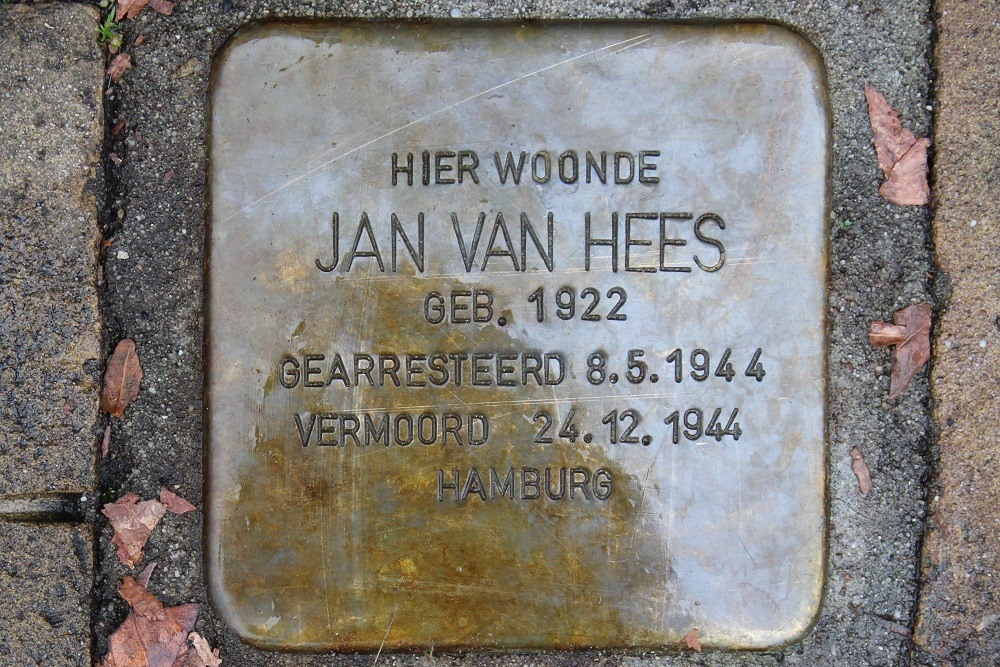 HIER WOONDE
JAN VAN HEES
GEB. 1922
GEARRESTEERD 8.5.1944
VERMOORD 24.12.1944
HAMBURG